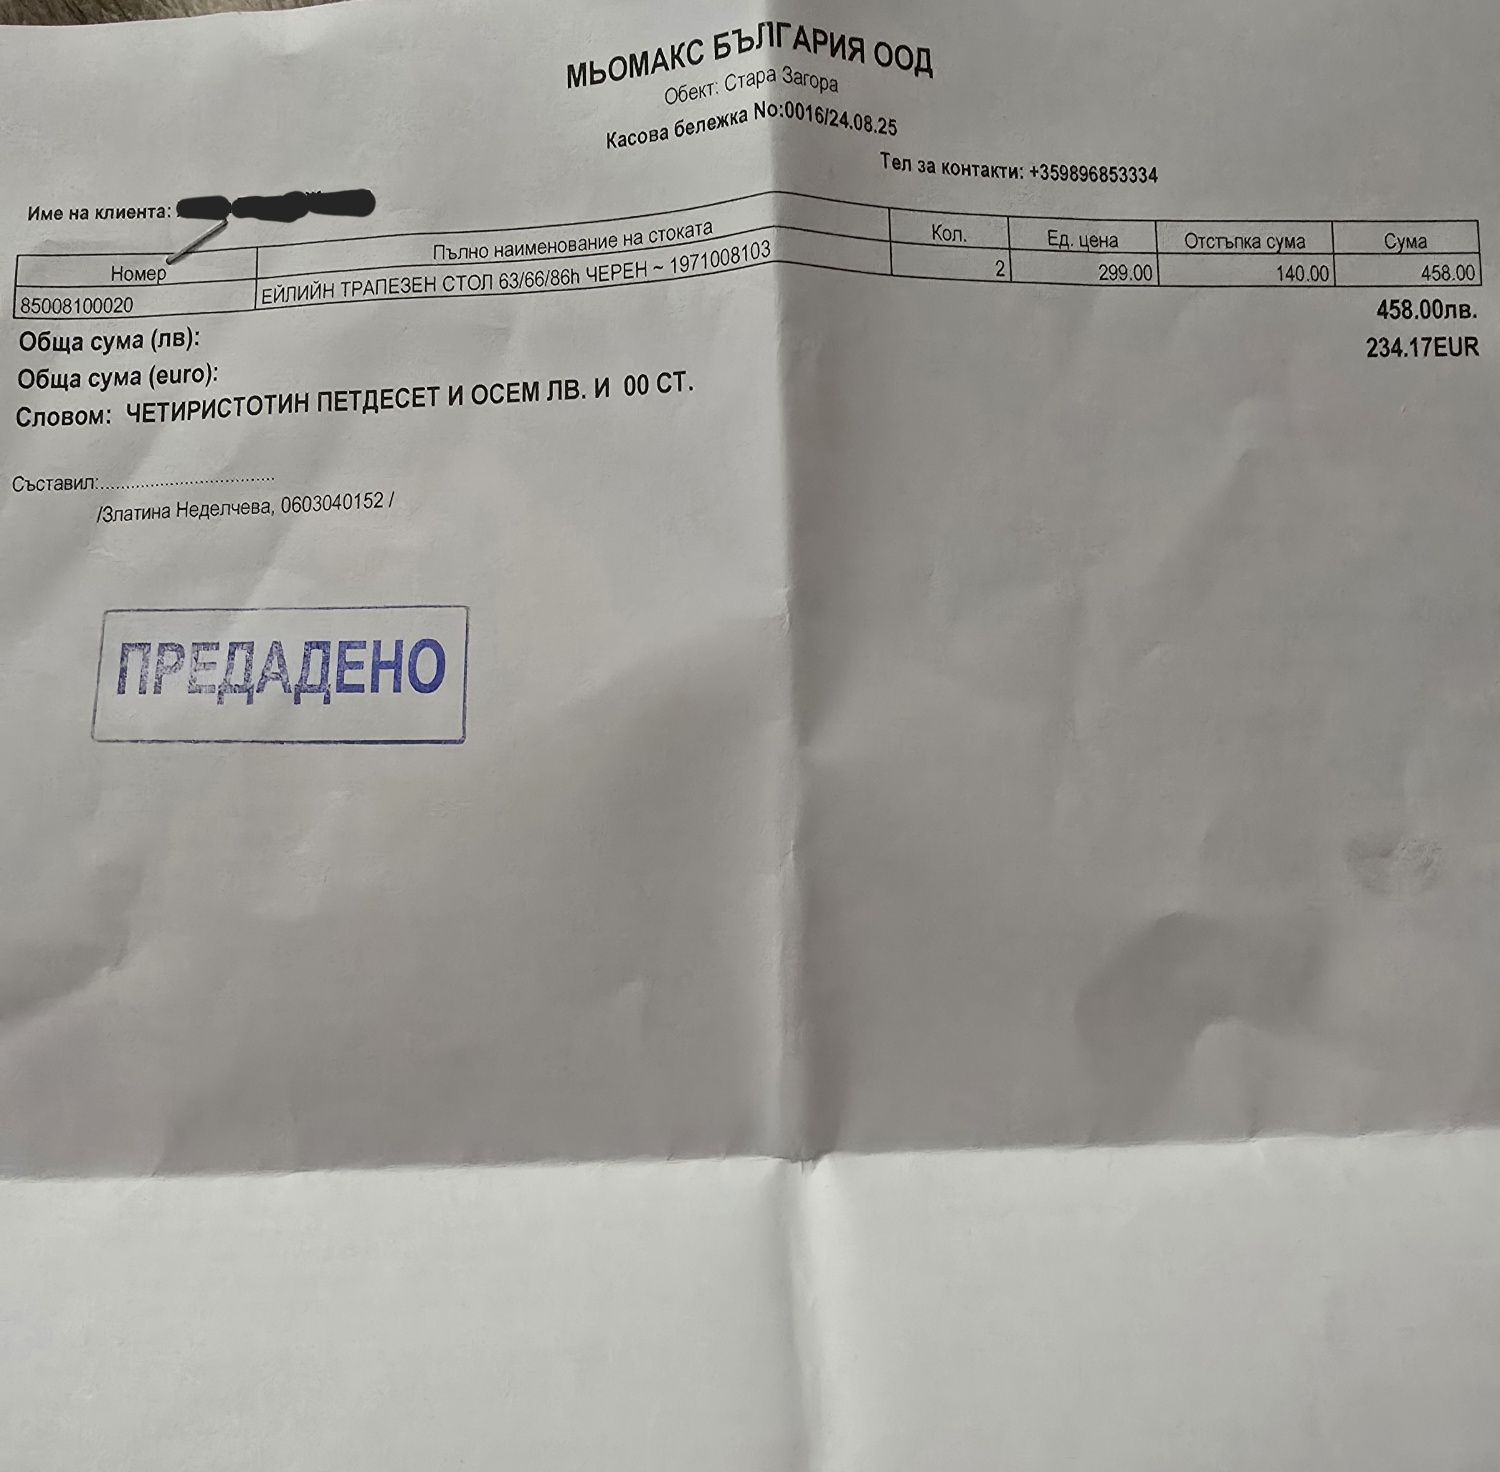 МЬОМАКС БЪЛГАРИЯ ООД
Обект: Стара Загора
Касова бележка No:0016/24.08.25
Тел за контакти: +359896853334
Име на клиента:
Номер Пълно наименование на стоката Кол. Ед. цена Отстъпка сума Сума
85008100020 ЕЙЛИЙН ТРАПЕЗЕН СТОЛ 63/66/86h ЧЕРЕН ~ 1971008103 2 299.00 140.00 458.00
Обща сума (лв): 458.00лв.
Обща сума (euro): 234.17EUR
Словом: ЧЕТИРИСТОТИН ПЕТДЕСЕТ И ОСЕМ ЛВ. И 00 СТ.
Съставил:....................................
/Златина Неделчева, 0603040152 /
ПРЕДАДЕНО